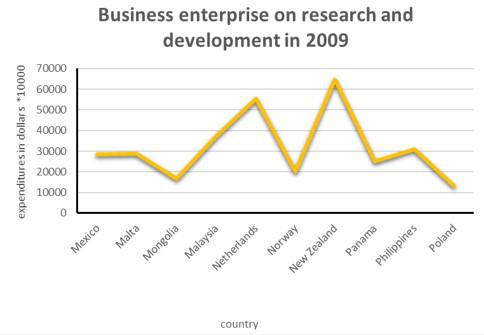 Business enterprise on research and
development in 2009
expenditures in dollars *10000
70000
60000
50000
40000
30000
20000
10000
0
Mexico
Malta
Mongolia
Malaysia
Netherlands
Norway
New Zealand
Panama
Philippines
Poland
country